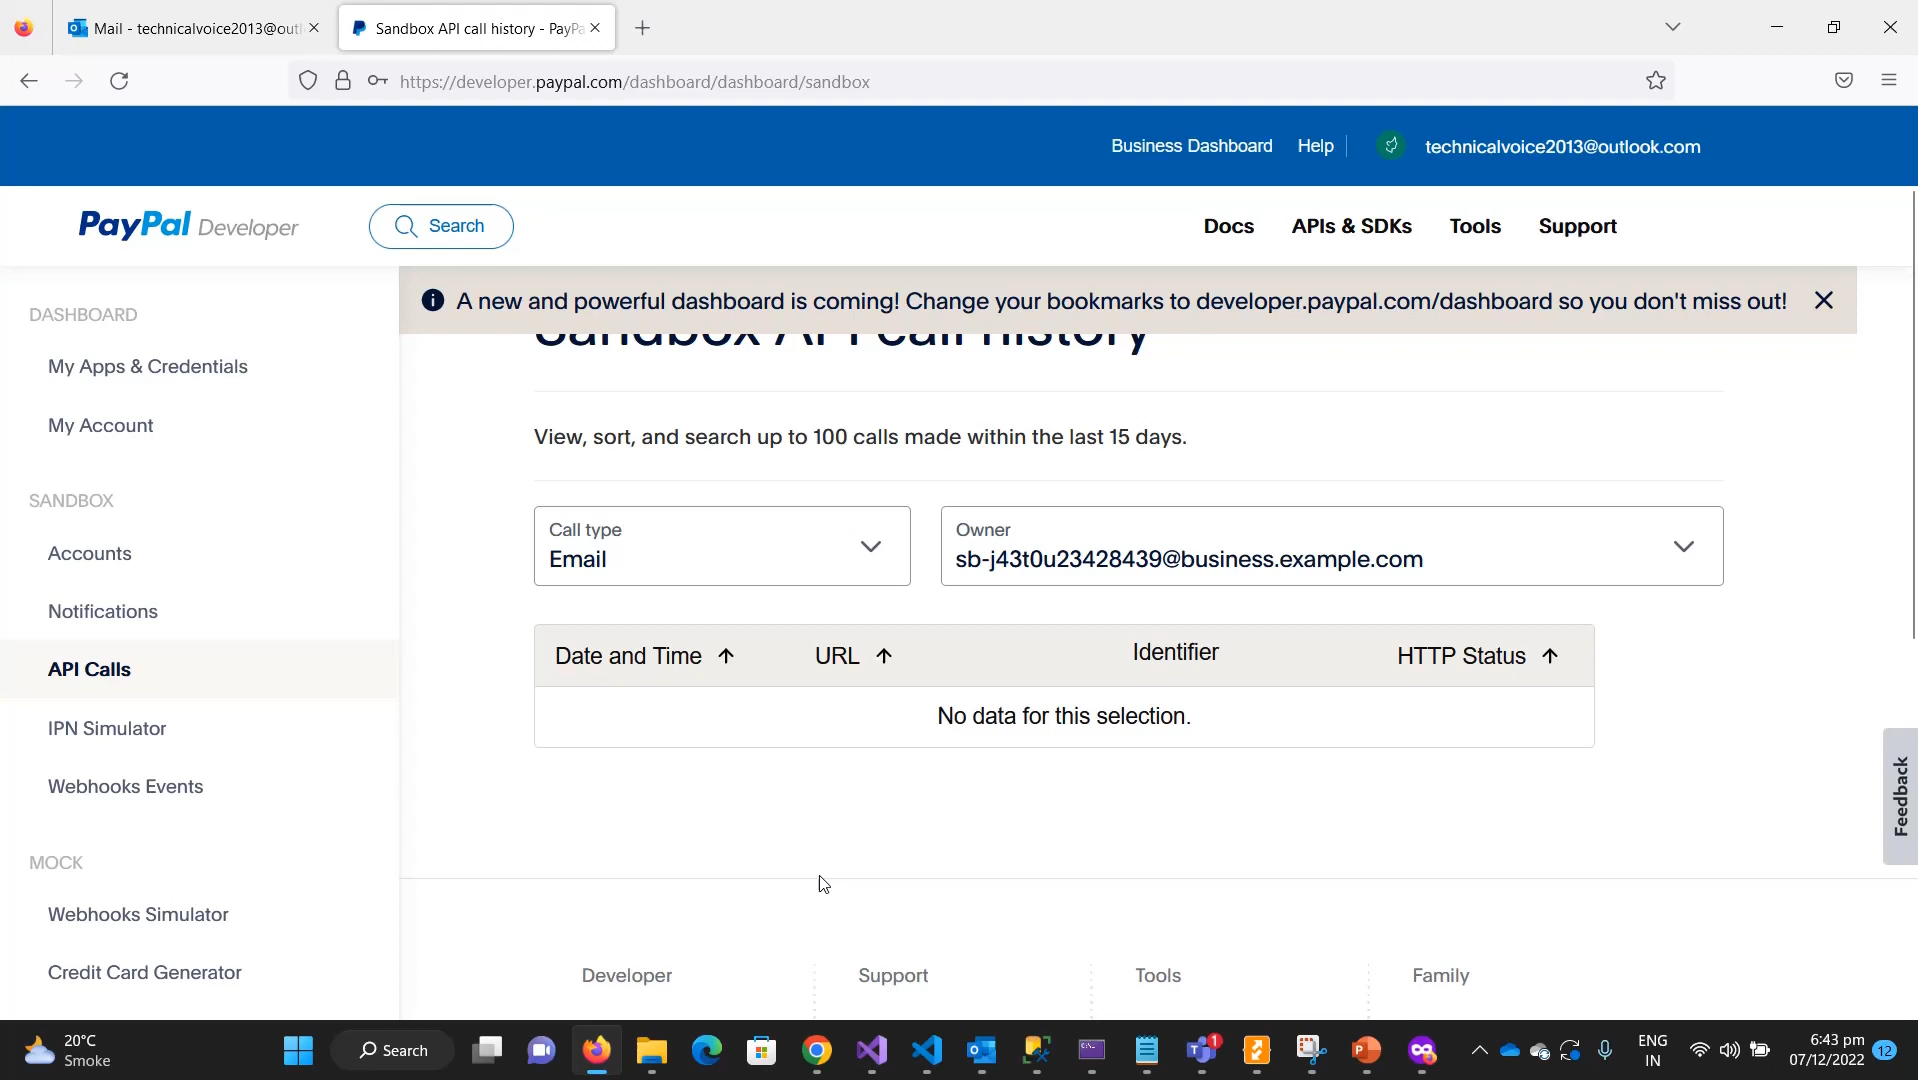 Mail - technicalvoice2013@outl
Sandbox API call history - PayPa
https://developer.paypal.com/dashboard/dashboard/sandbox
Business Dashboard
Help
technicalvoice2013@outlook.com
PayPal Developer
Search
Docs
APIs & SDKs
Tools
Support
A new and powerful dashboard is coming! Change your bookmarks to developer.paypal.com/dashboard so you don't miss out!
DASHBOARD
My Apps & Credentials
My Account
SANDBOX
Accounts
Notifications
API Calls
IPN Simulator
Webhooks Events
MOCK
Webhooks Simulator
Credit Card Generator
Sandbox API call history
View, sort, and search up to 100 calls made within the last 15 days.
Call type
Email
Owner
sb-j43t0u23428439@business.example.com
Date and Time
URL
Identifier
HTTP Status
No data for this selection.
Feedback
Developer
Support
Tools
Family
20°C
Smoke
Search
1
ENG
IN
6:43 pm
07/12/2022
12